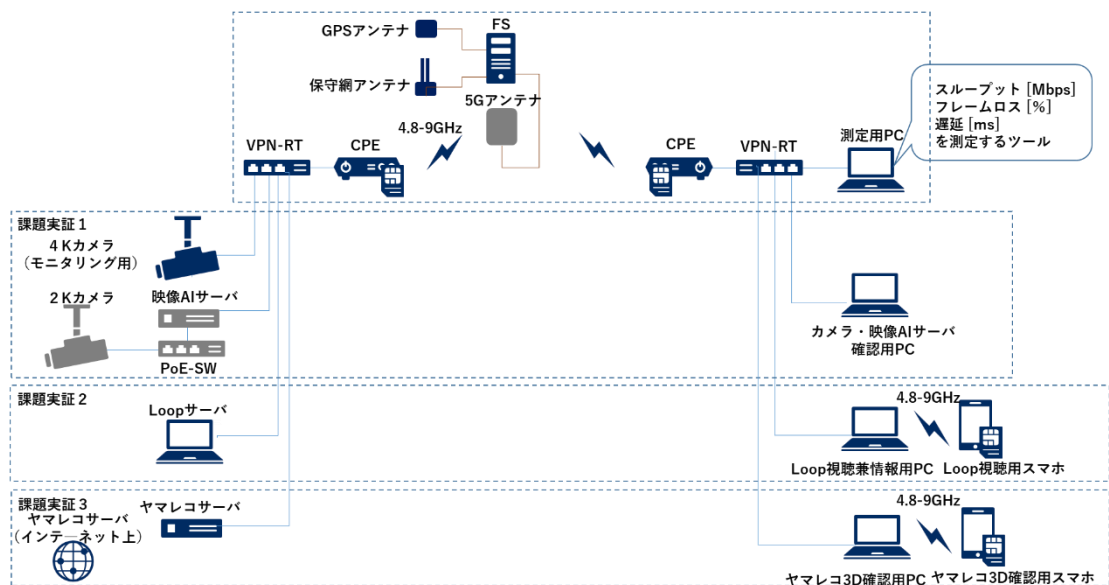 GPSアンテナ
FS
保守網アンテナ
5Gアンテナ
4.8-9GHz
VPN-RT
CPE
CPE
VPN-RT
測定用PC
スループット [Mbps]
フレームロス [%]
遅延 [ms]
を測定するツール
課題実証１
４Kカメラ
（モニタリング用）
２Kカメラ
映像AIサーバ
PoE-SW
カメラ・映像AIサーバ
確認用PC
課題実証２
Loopサーバ
4.8-9GHz
Loop視聴兼情報用PC
Loop視聴用スマホ
課題実証３
ヤマレコサーバ
（インテーネット上）
ヤマレコサーバ
4.8-9GHz
ヤマレコ3D確認用PC
ヤマレコ3D確認用スマホ